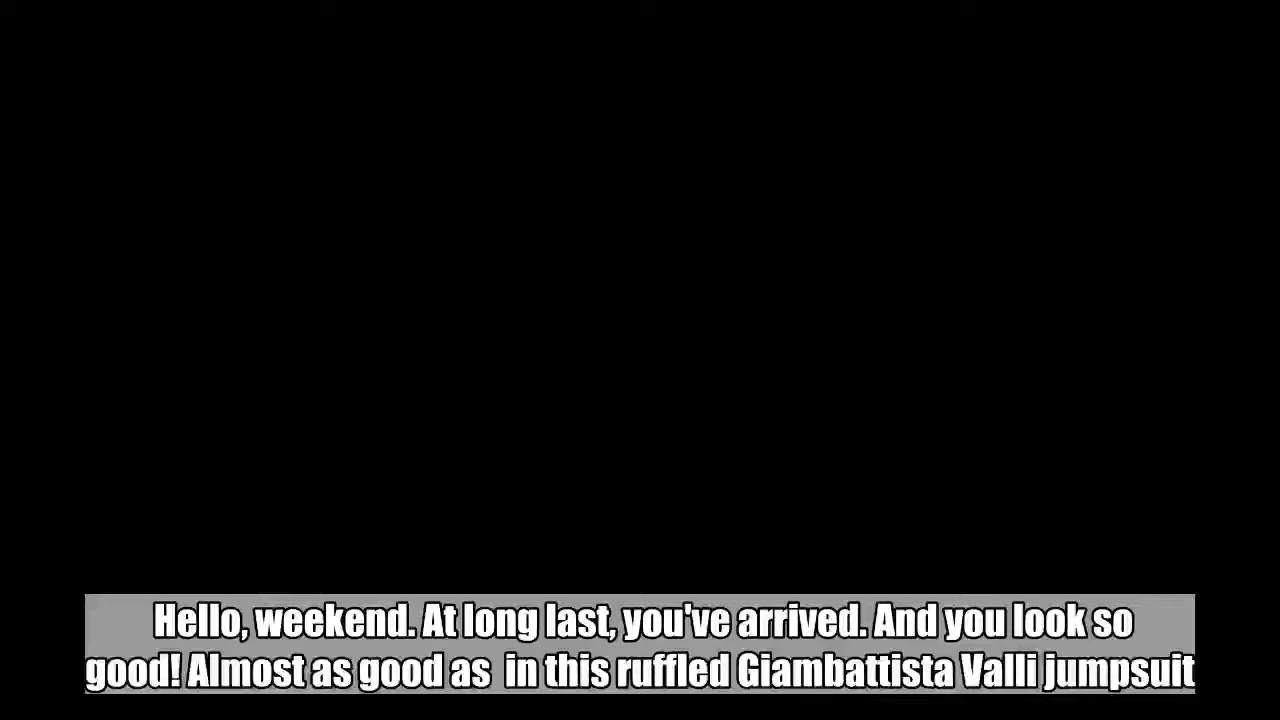 Hello, weekend. At long last, you've arrived. And you look so
good! Almost as good as  in this ruffled Giambattista Valli jumpsuit